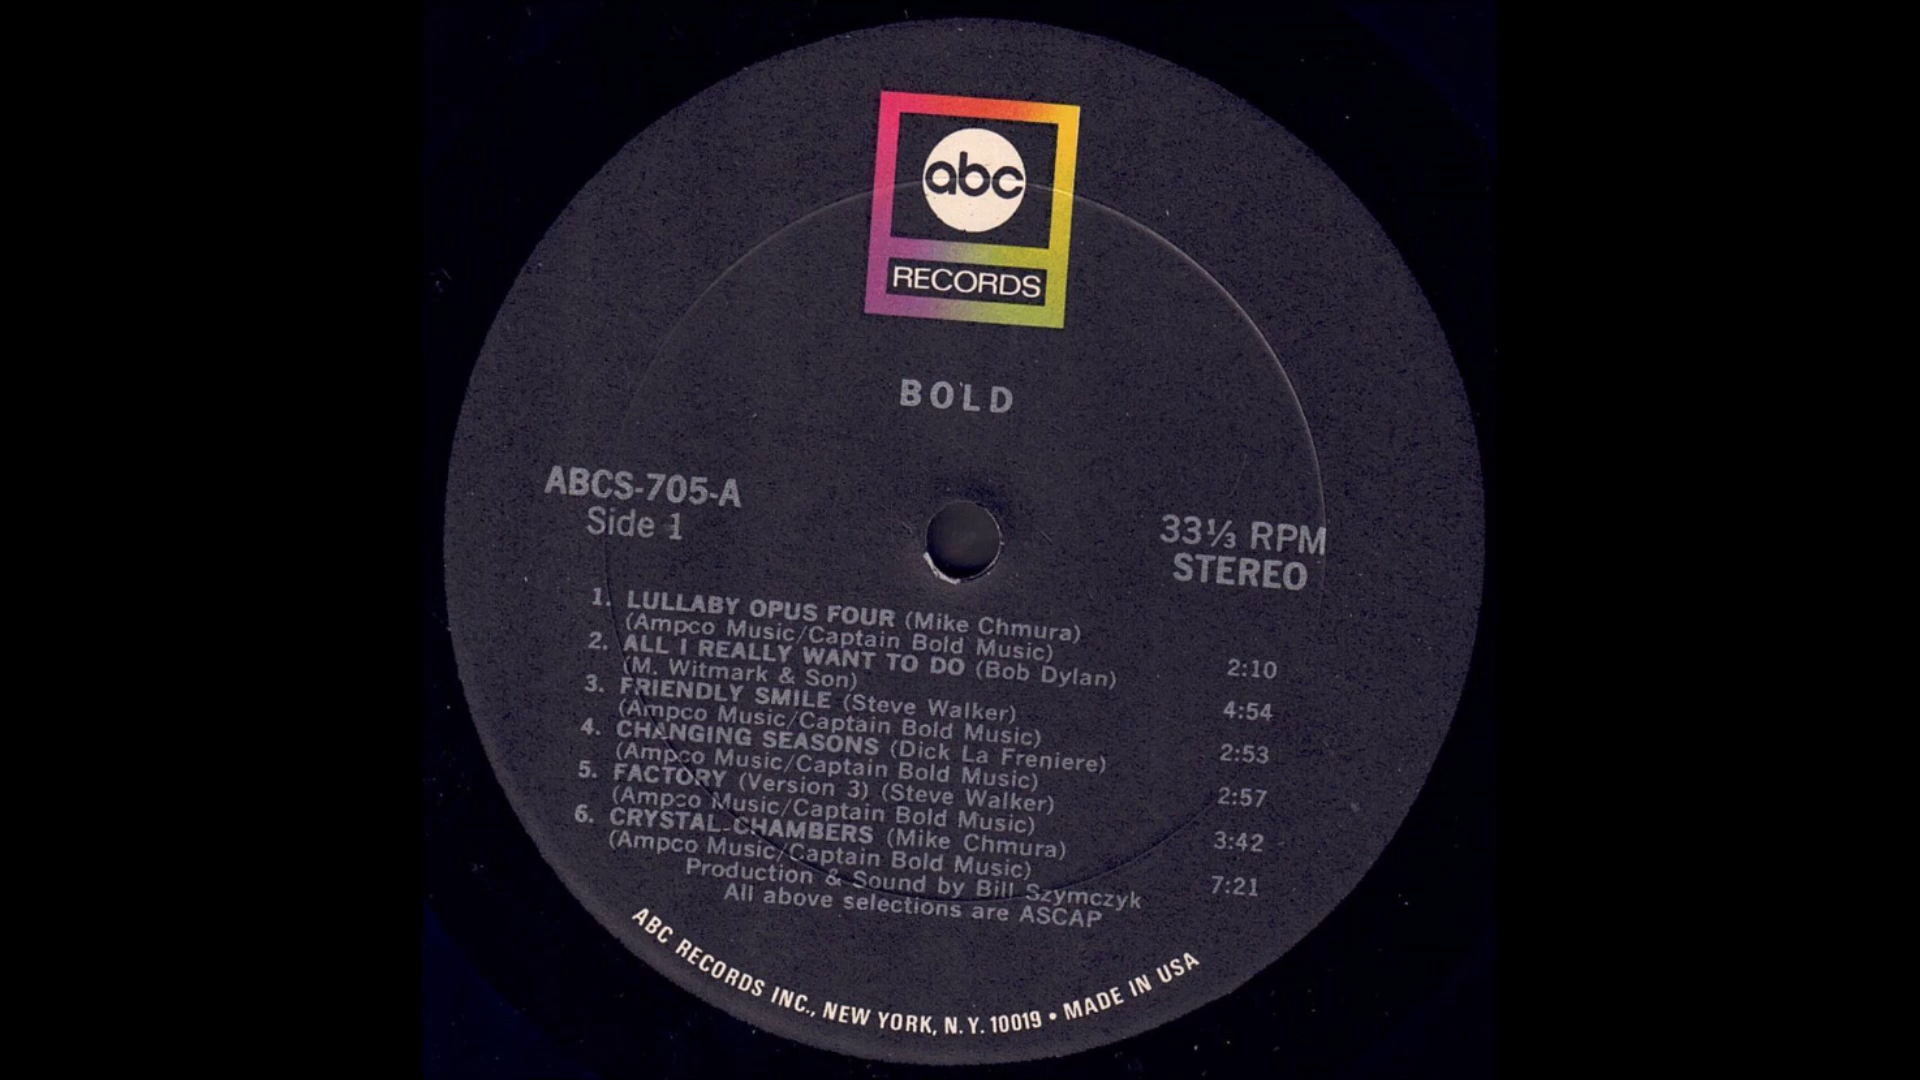 abc
RECORDS
BOLD
ABCS-705-A
Side 1
33⅓ RPM
STEREO
1. LULLABY OPUS FOUR (Mike Chmura)
(Ampco Music/Captain Bold Music) 2:10
2. ALL I REALLY WANT TO DO (Bob Dylan)
(M. Witmark & Son) 4:54
3. FRIENDLY SMILE (Steve Walker)
(Ampco Music/Captain Bold Music) 2:53
4. CHANGING SEASONS (Dick La Freniere)
(Ampco Music/Captain Bold Music) 2:57
5. FACTORY (Version 3) (Steve Walker)
(Ampco Music/Captain Bold Music) 3:42
6. CRYSTAL CHAMBERS (Mike Chmura)
(Ampco Music/Captain Bold Music) 7:21
Production & Sound by Bill Szymczyk
All above selections are ASCAP
ABC RECORDS INC., NEW YORK, N.Y. 10019 • MADE IN USA